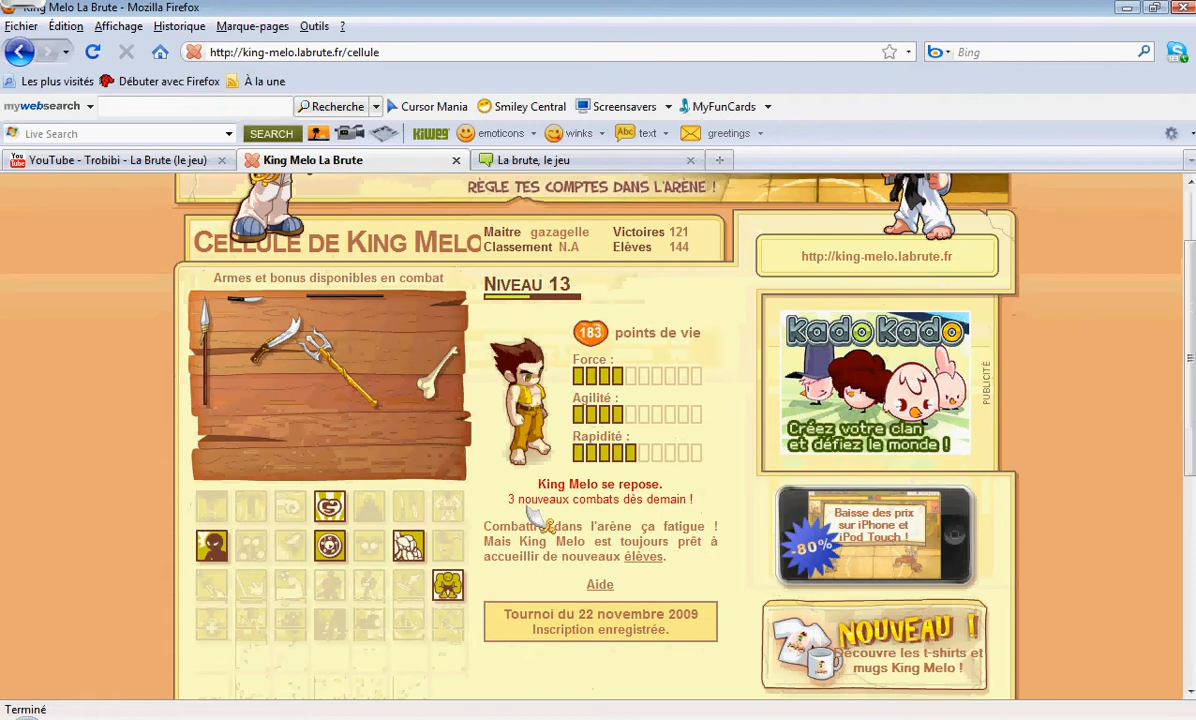 King Melo La Brute - Mozilla Firefox
Fichier Édition Affichage Historique Marque-pages Outils ?
http://king-melo.labrute.fr/cellule
Bing
Les plus visités Débuter avec Firefox À la une
mywebsearch Recherche Cursor Mania Smiley Central Screensavers MyFunCards
Live Search SEARCH KIWEE emoticons winks Abc text greetings
You Tube YouTube - Trobibi - La Brute (le jeu) King Melo La Brute La brute, le jeu
RÈGLE TES COMPTES DANS L'ARÈNE !
CELLULE DE KING MELO
Maitre gazagelle Victoires 121
Classement N.A Elèves 144
http://king-melo.labrute.fr
Armes et bonus disponibles en combat
NIVEAU 13
183 points de vie
Force :
Agilité :
Rapidité :
King Melo se repose.
3 nouveaux combats dès demain !
dans l'arène ça fatigue !
Mais King Melo est toujours prêt à
accueillir de nouveaux élèves.
Aide
Tournoi du 22 novembre 2009
Inscription enregistrée.
KadoKado
Créez votre clan
et défiez le monde !
PUBLICITÉ
Baisse des prix
sur iPhone et
iPod Touch !
-80%
NOUVEAU !
Découvre les t-shirts et
mugs King Melo !
Terminé